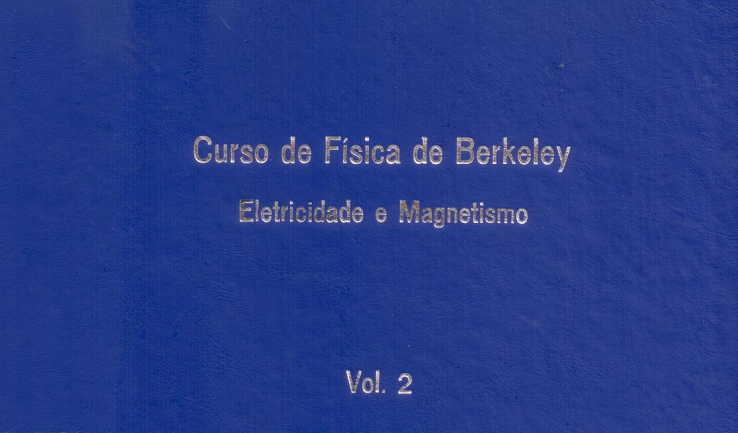 Curso de Física de Berkeley
Eletricidade e Magnetismo
Vol. 2